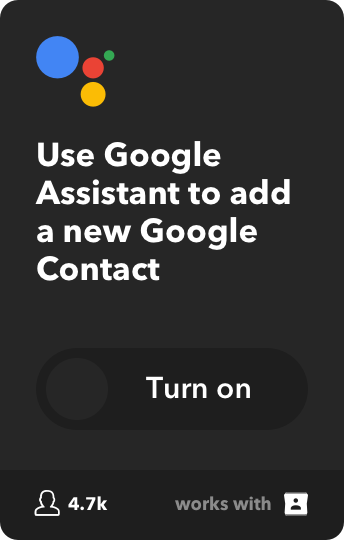 Use Google
Assistant to add
a new Google
Contact
Turn on
4.7k works with